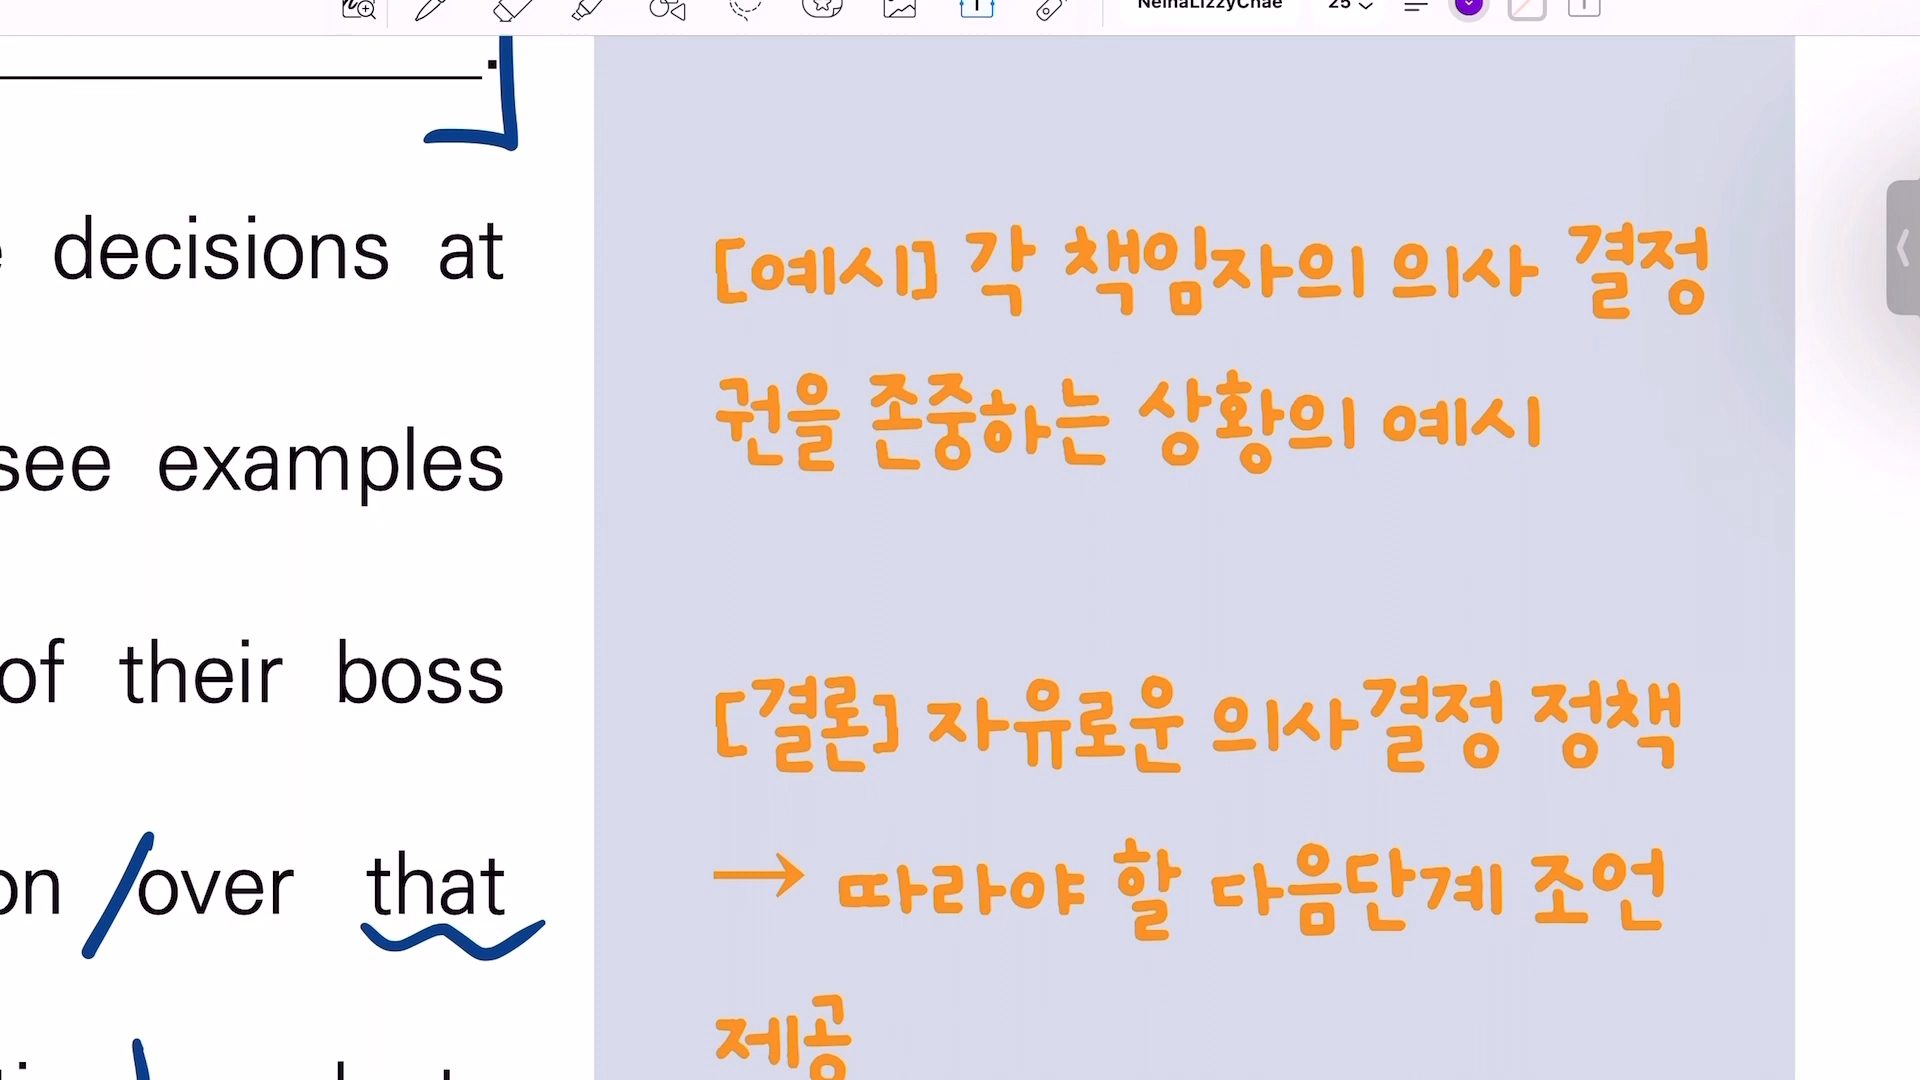 NeinaLizzyChae 25
decisions at
see examples
of their boss
on over that
[예시] 각 책임자의 의사 결정
권을 존중하는 상황의 예시
[결론] 자유로운 의사결정 정책
→ 따라야 할 다음단계 조언
제공